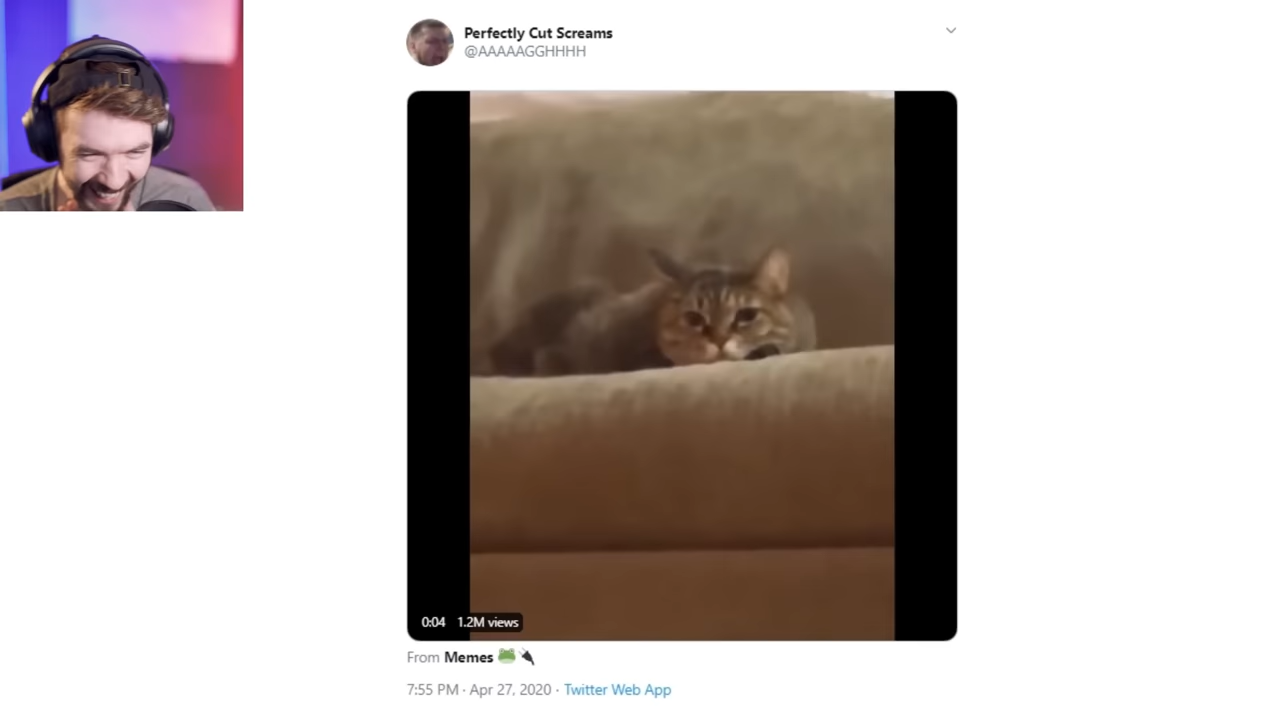 Perfectly Cut Screams
@AAAAAGGHHHH
0:04 1.2M views
From Memes 🐸🔌
7:55 PM · Apr 27, 2020 · Twitter Web App